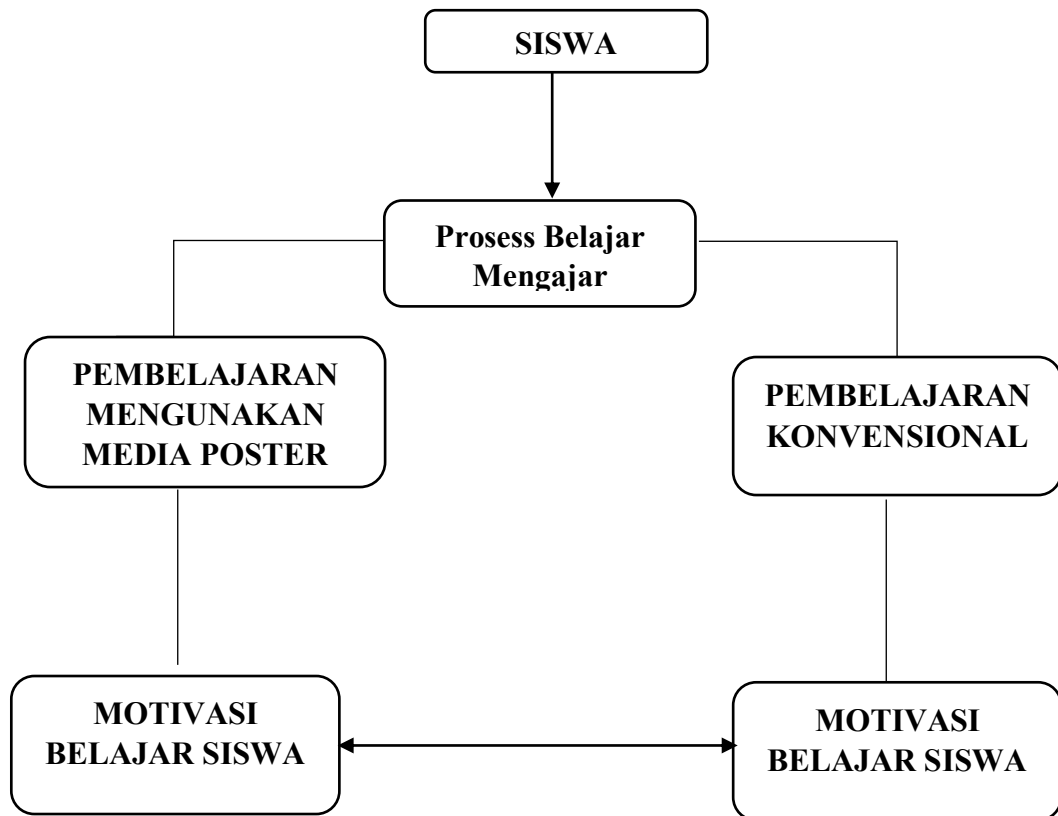 SISWA
Prosess Belajar
Mengajar
PEMBELAJARAN
MENGUNAKAN
MEDIA POSTER
PEMBELAJARAN
KONVENSIONAL
MOTIVASI
BELAJAR SISWA
MOTIVASI
BELAJAR SISWA